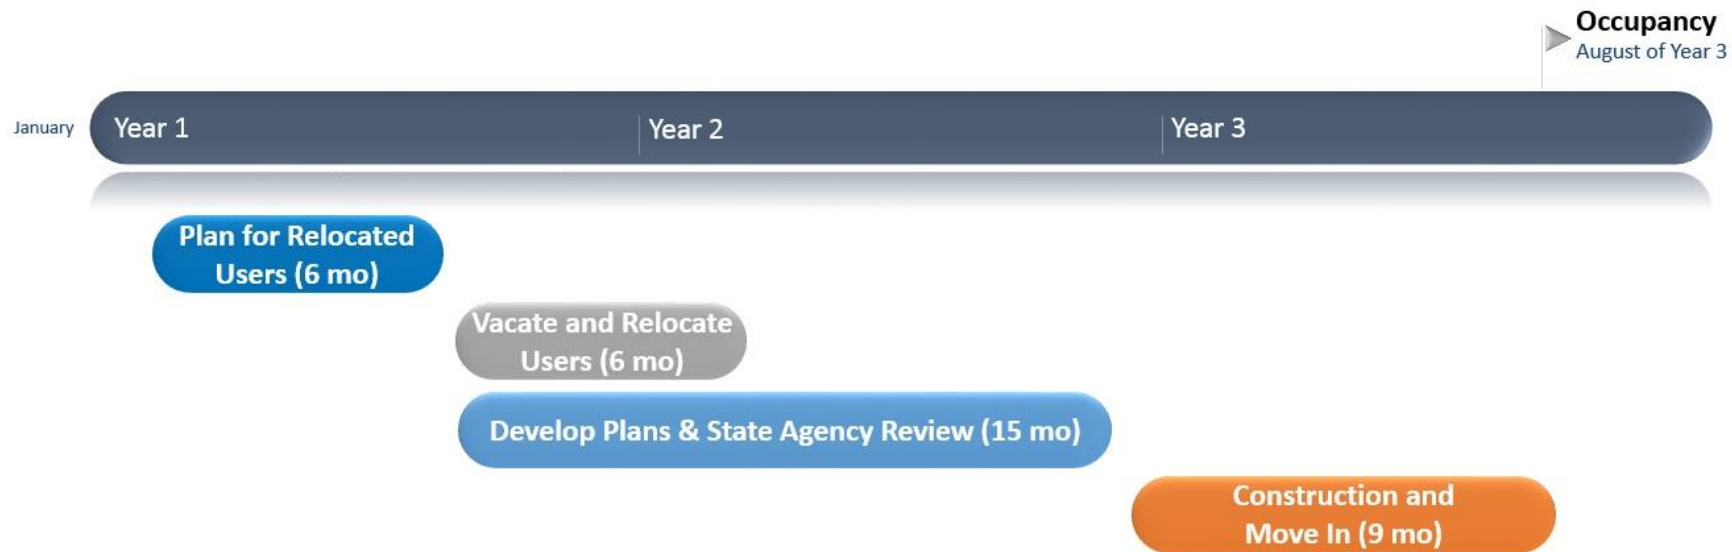 Occupancy
August of Year 3
January
Year 1
Year 2
Year 3
Plan for Relocated
Users (6 mo)
Vacate and Relocate
Users (6 mo)
Develop Plans & State Agency Review (15 mo)
Construction and
Move In (9 mo)